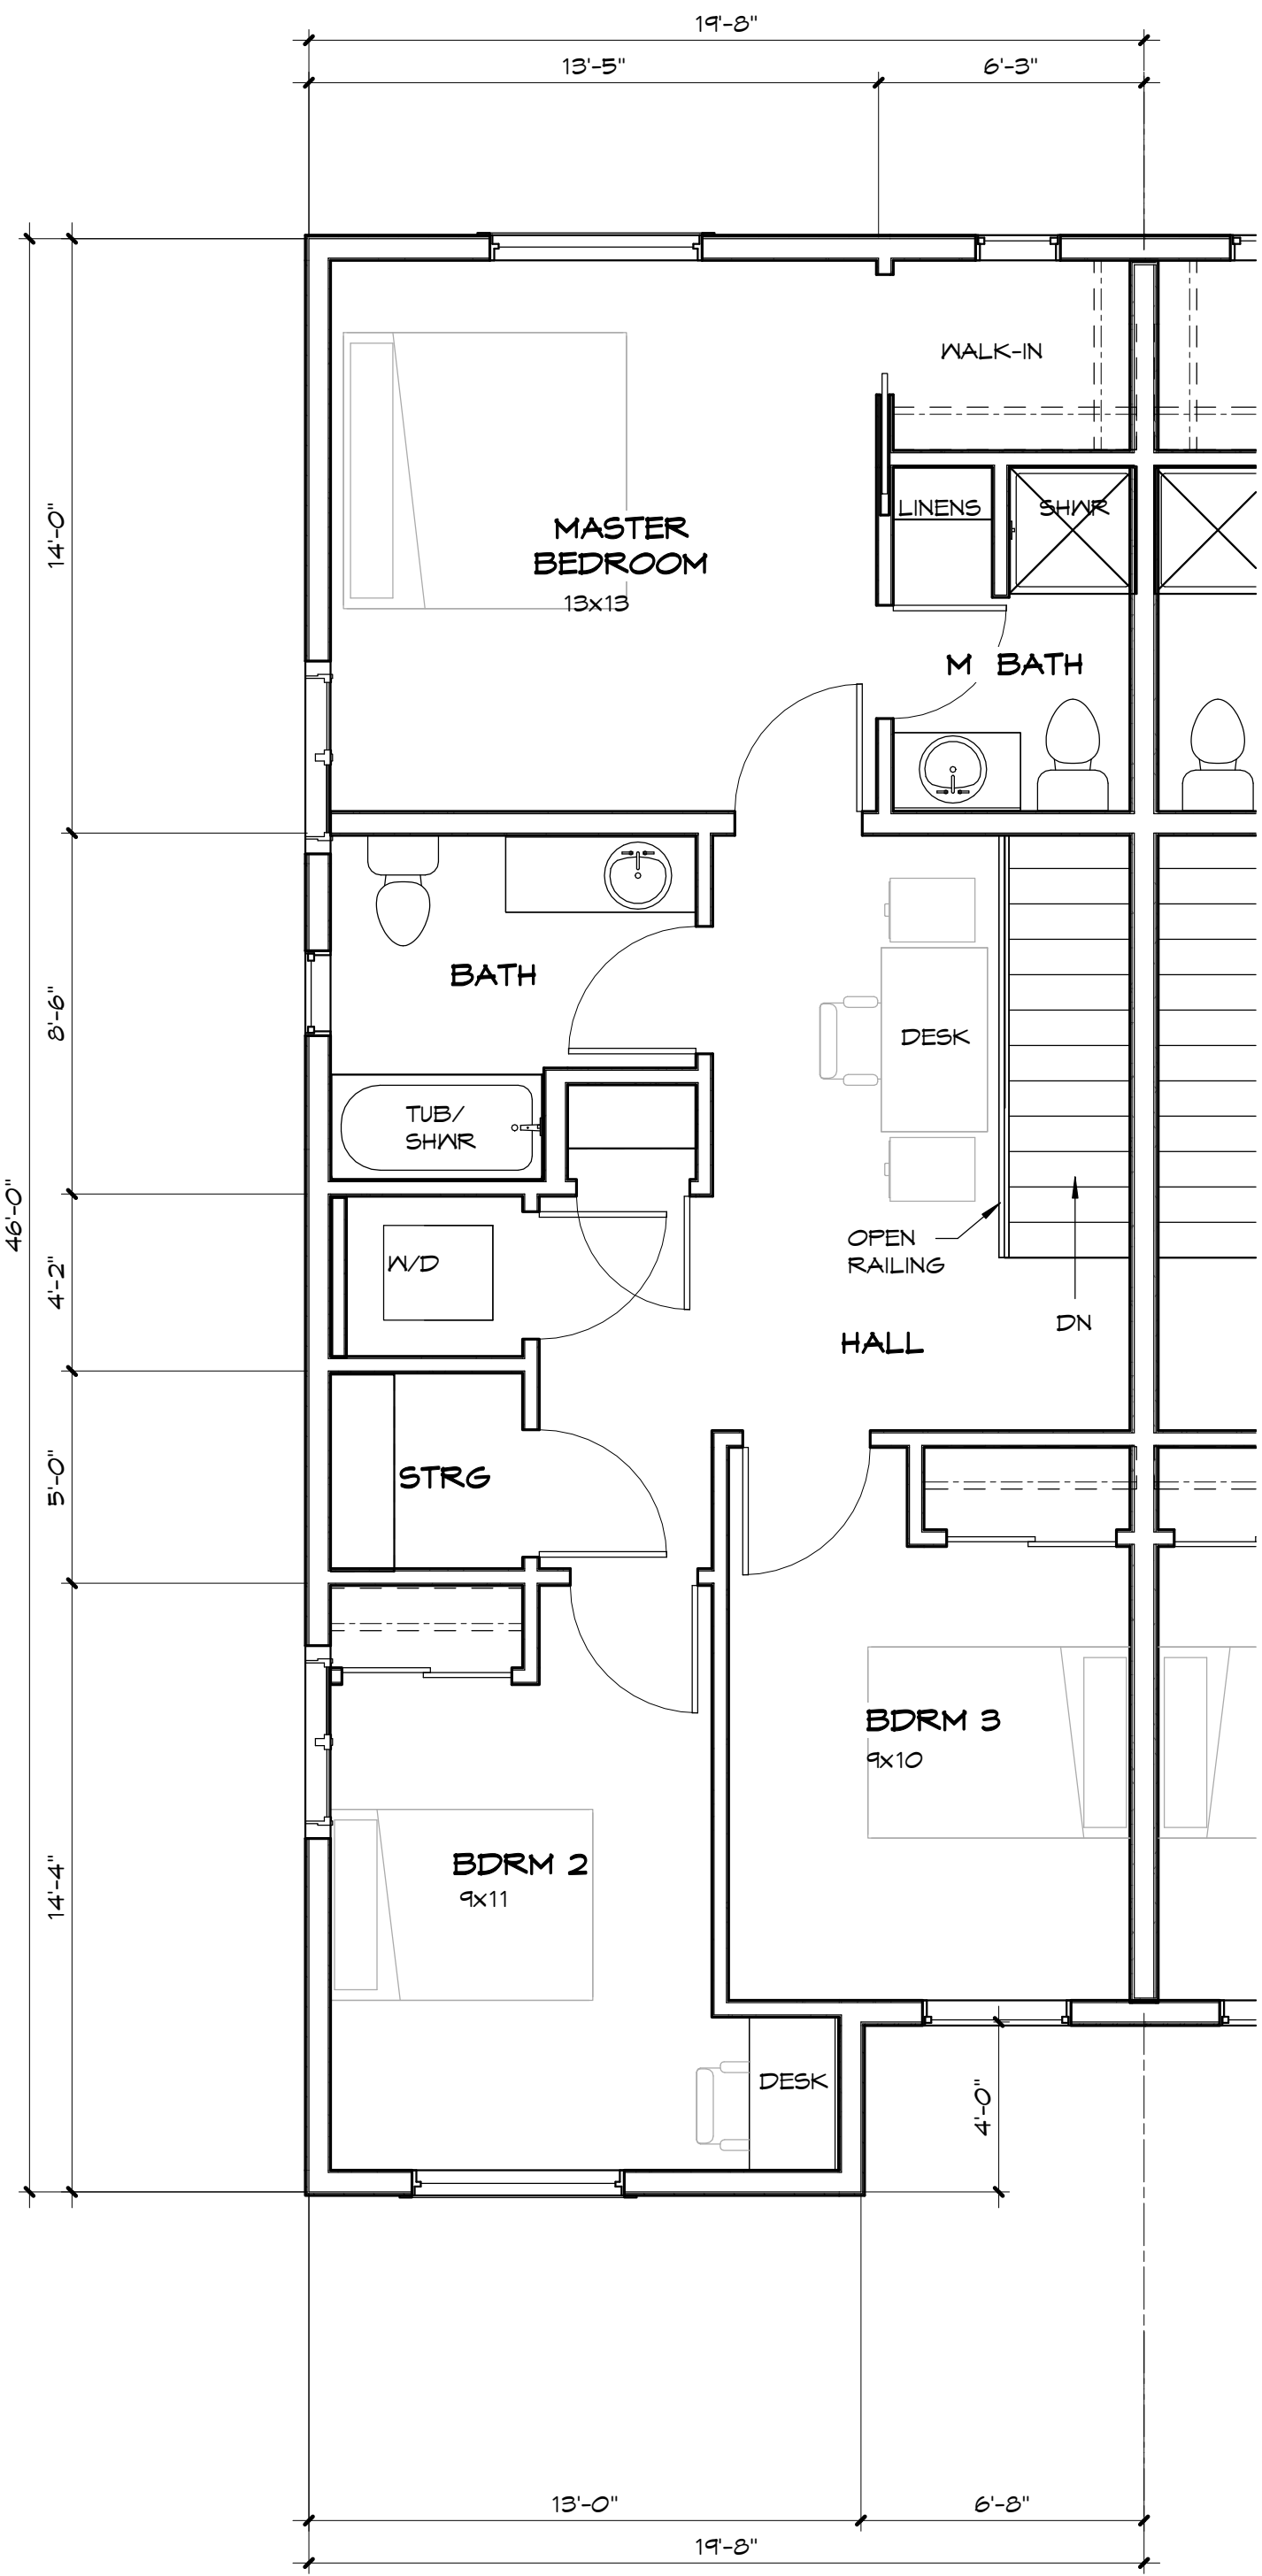 19'-8"
13'-5"
6'-3"
WALK-IN
LINENS
SHWR
MASTER
BEDROOM
13x13
14'-0"
M BATH
BATH
8'-6"
DESK
TUB/
SHWR
46'-0"
OPEN
RAILING
W/D
4'-2"
DN
HALL
STRG
5'-0"
BDRM 3
9x10
BDRM 2
9x11
14'-4"
DESK
4'-0"
13'-0"
6'-8"
19'-8"